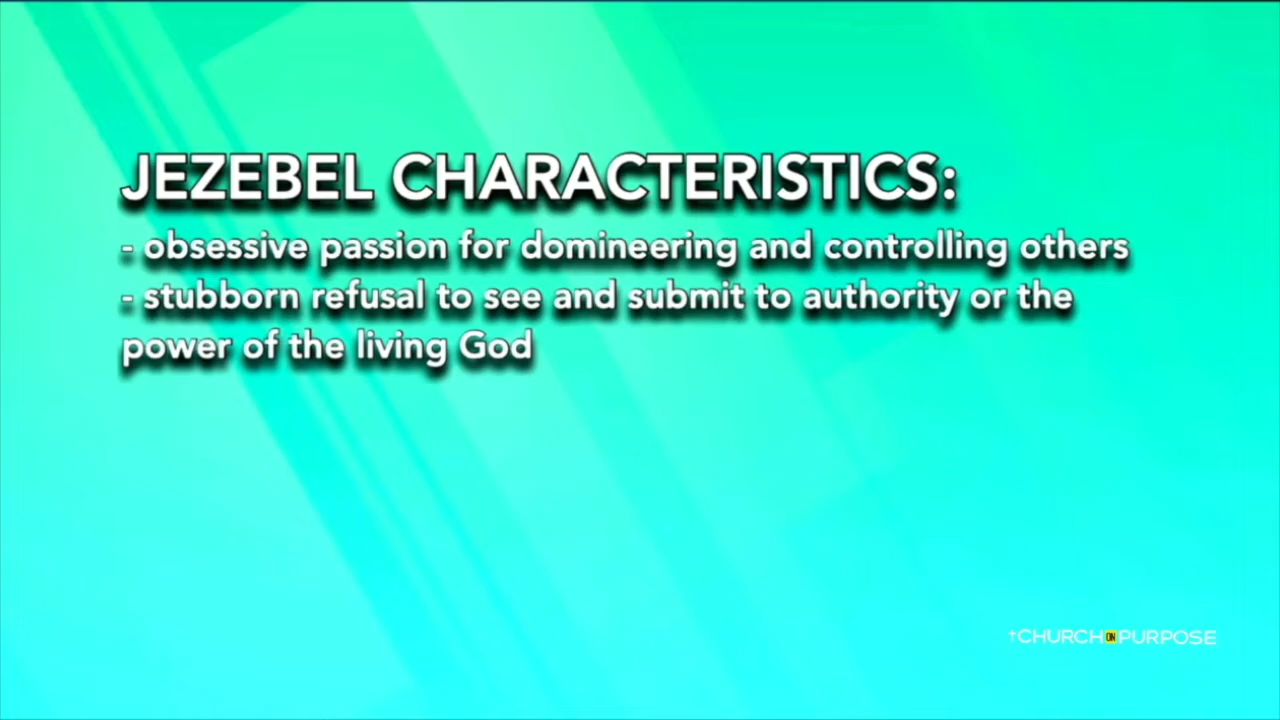 JEZEBEL CHARACTERISTICS:
- obsessive passion for domineering and controlling others
- stubborn refusal to see and submit to authority or the
power of the living God
CHURCH ON PURPOSE